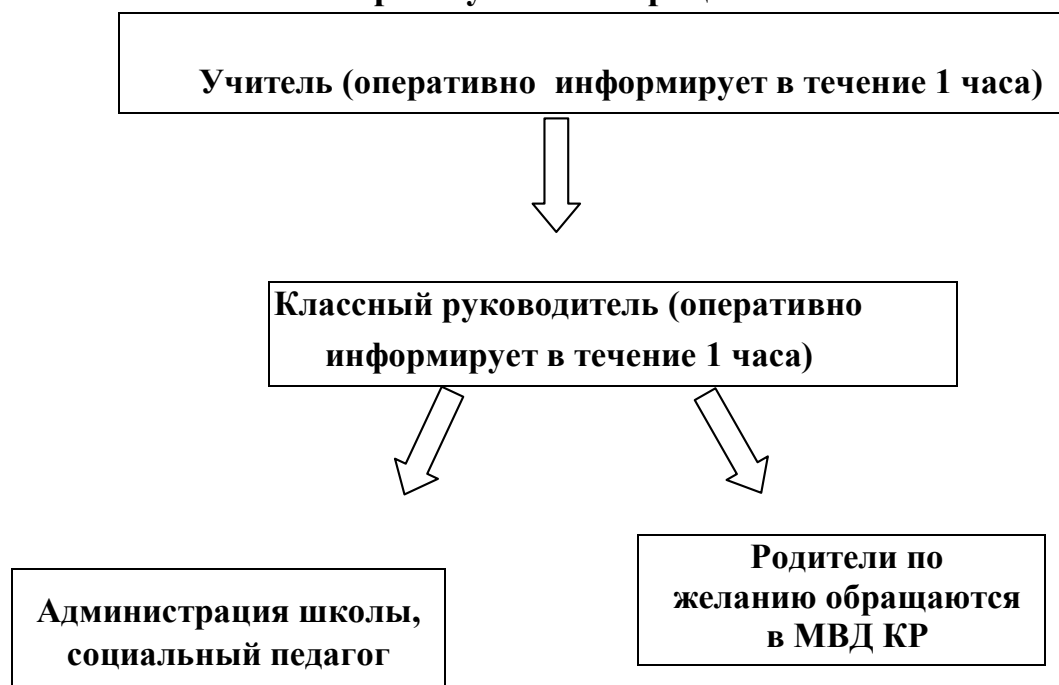 Учитель (оперативно информирует в течение 1 часа)
Классный руководитель (оперативно
информирует в течение 1 часа)
Родители по
желанию обращаются
в МВД КР
Администрация школы,
социальный педагог